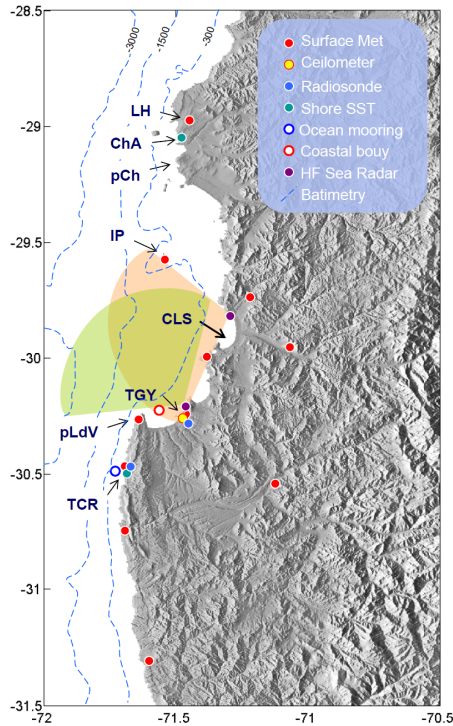 -28.5
-3000
-1500
-300
Surface Met
Ceilometer
Radiosonde
Shore SST
Ocean mooring
Coastal bouy
HF Sea Radar
Batimetry
LH
-29
ChA
pCh
IP
-29.5
CLS
-30
TGY
pLdV
-30.5
TCR
-31
-31.5
-72
-71.5
-71
-70.5